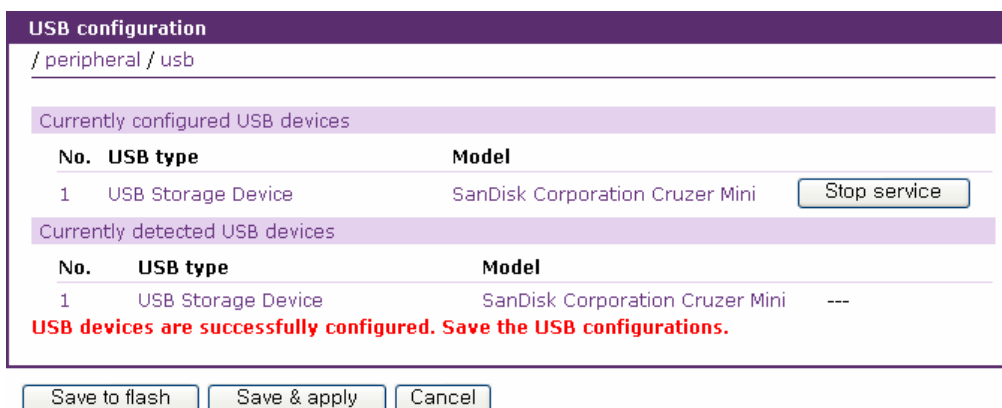 USB configuration
/ peripheral / usb
Currently configured USB devices
No. USB type Model
1 USB Storage Device SanDisk Corporation Cruzer Mini Stop service
Currently detected USB devices
No. USB type Model
1 USB Storage Device SanDisk Corporation Cruzer Mini ---
USB devices are successfully configured. Save the USB configurations.
Save to flash Save & apply Cancel